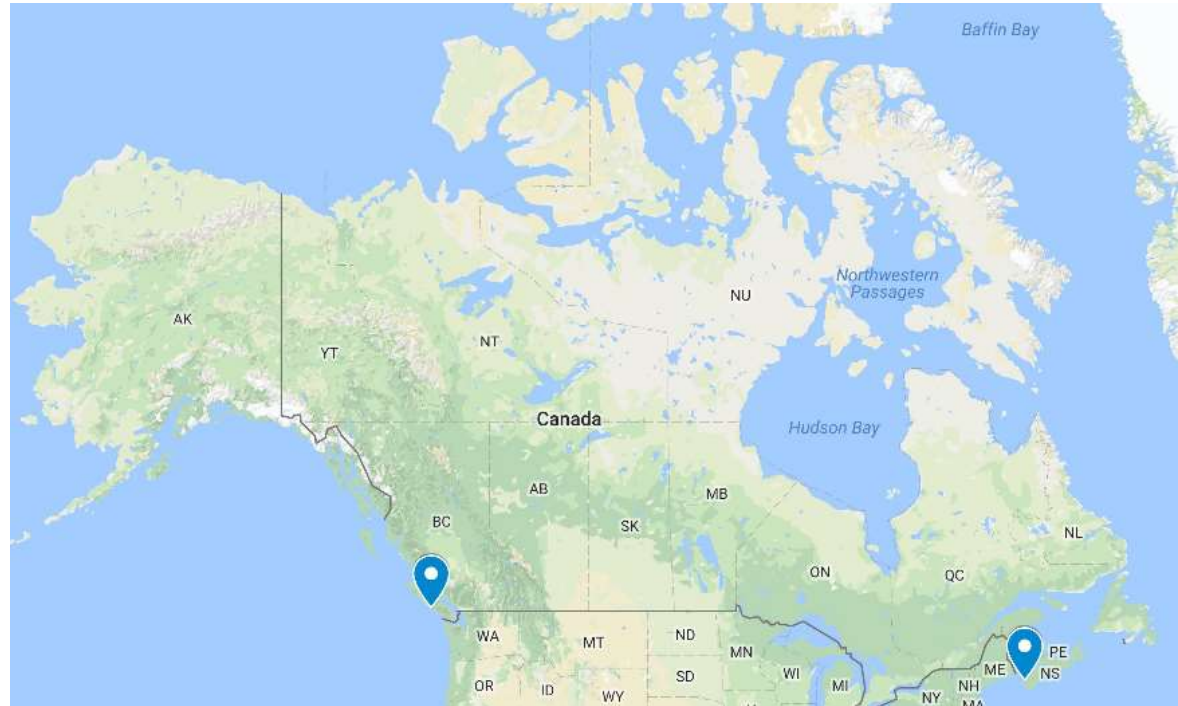 Baffin Bay
NU
Northwestern
Passages
AK
YT
NT
Canada
Hudson Bay
AB
MB
BC
SK
NL
ON
QC
WA
MT
ND
MN
PE
ME
NS
OR
ID
WY
SD
WI
MI
NY
NH
MA